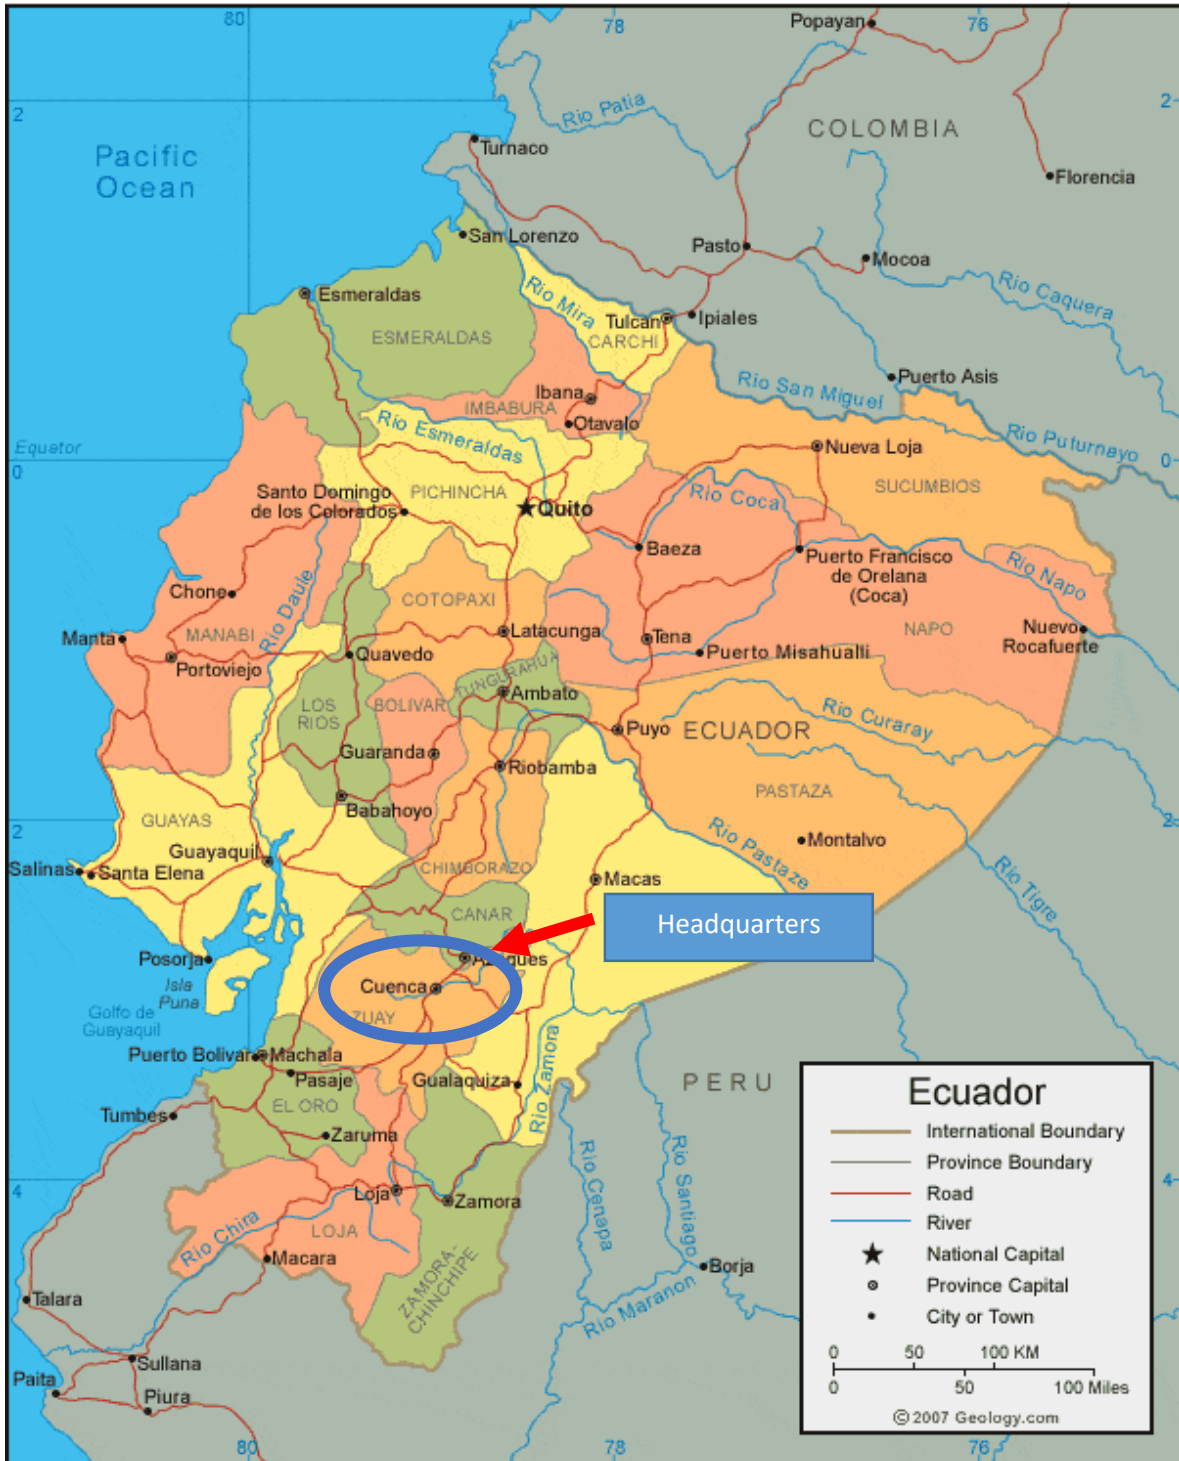 80
78
76
Popayan
Rio Patia
2
2
COLOMBIA
Turnaco
Pacific
Ocean
Florencia
San Lorenzo
Pasto
Mocoa
Rio Caquera
Esmeraldas
Rio Mira
Tulcan
Ipiales
ESMERALDAS
CARCHI
Puerto Asis
Rio San Miguel
Ibana
IMBABURA
Otavalo
Rio Esmeraldas
Rio Puturnayo
Equator
0
0
Nueva Loja
SUCUMBIOS
Santo Domingo
de los Colorados
PICHINCHA
Quito
Rio Coca
Baeza
Puerto Francisco
de Orelana
(Coca)
Rio Napo
Chone
Rio Daule
COTOPAXI
Manta
MANABI
Portoviejo
Quavedo
Latacunga
Tena
Puerto Misahualli
NAPO
Nuevo
Rocafuerte
TUNGURAHUA
Ambato
LOS
RIOS
BOLIVAR
Puyo
ECUADOR
Rio Curaray
Guaranda
Riobamba
PASTAZA
Babahoyo
GUAYAS
2
2
Rio Pastaze
Montalvo
Guayaquil
CHIMBORAZO
Salinas
Santa Elena
Macas
Rio Tigre
CANAR
Headquarters
Posorja
Isla
Puna
Cuenca
Golfo de
Guayaquil
Puerto Bolivar
Machala
Pasaje
Gualaquiza
Rio Zamora
PERU
EL ORO
Tumbes
Zaruma
Rio Cenapa
Rio Santiago
4
4
Loja
Zamora
Rio Chira
LOJA
Macara
ZAMORA-
CHINCHIPE
Borja
Rio Maranon
Talara
Sullana
Paita
Piura
80
78
76
Ecuador
International Boundary
Province Boundary
Road
River
National Capital
Province Capital
City or Town
0 50 100 KM
0 50 100 Miles
© 2007 Geology.com